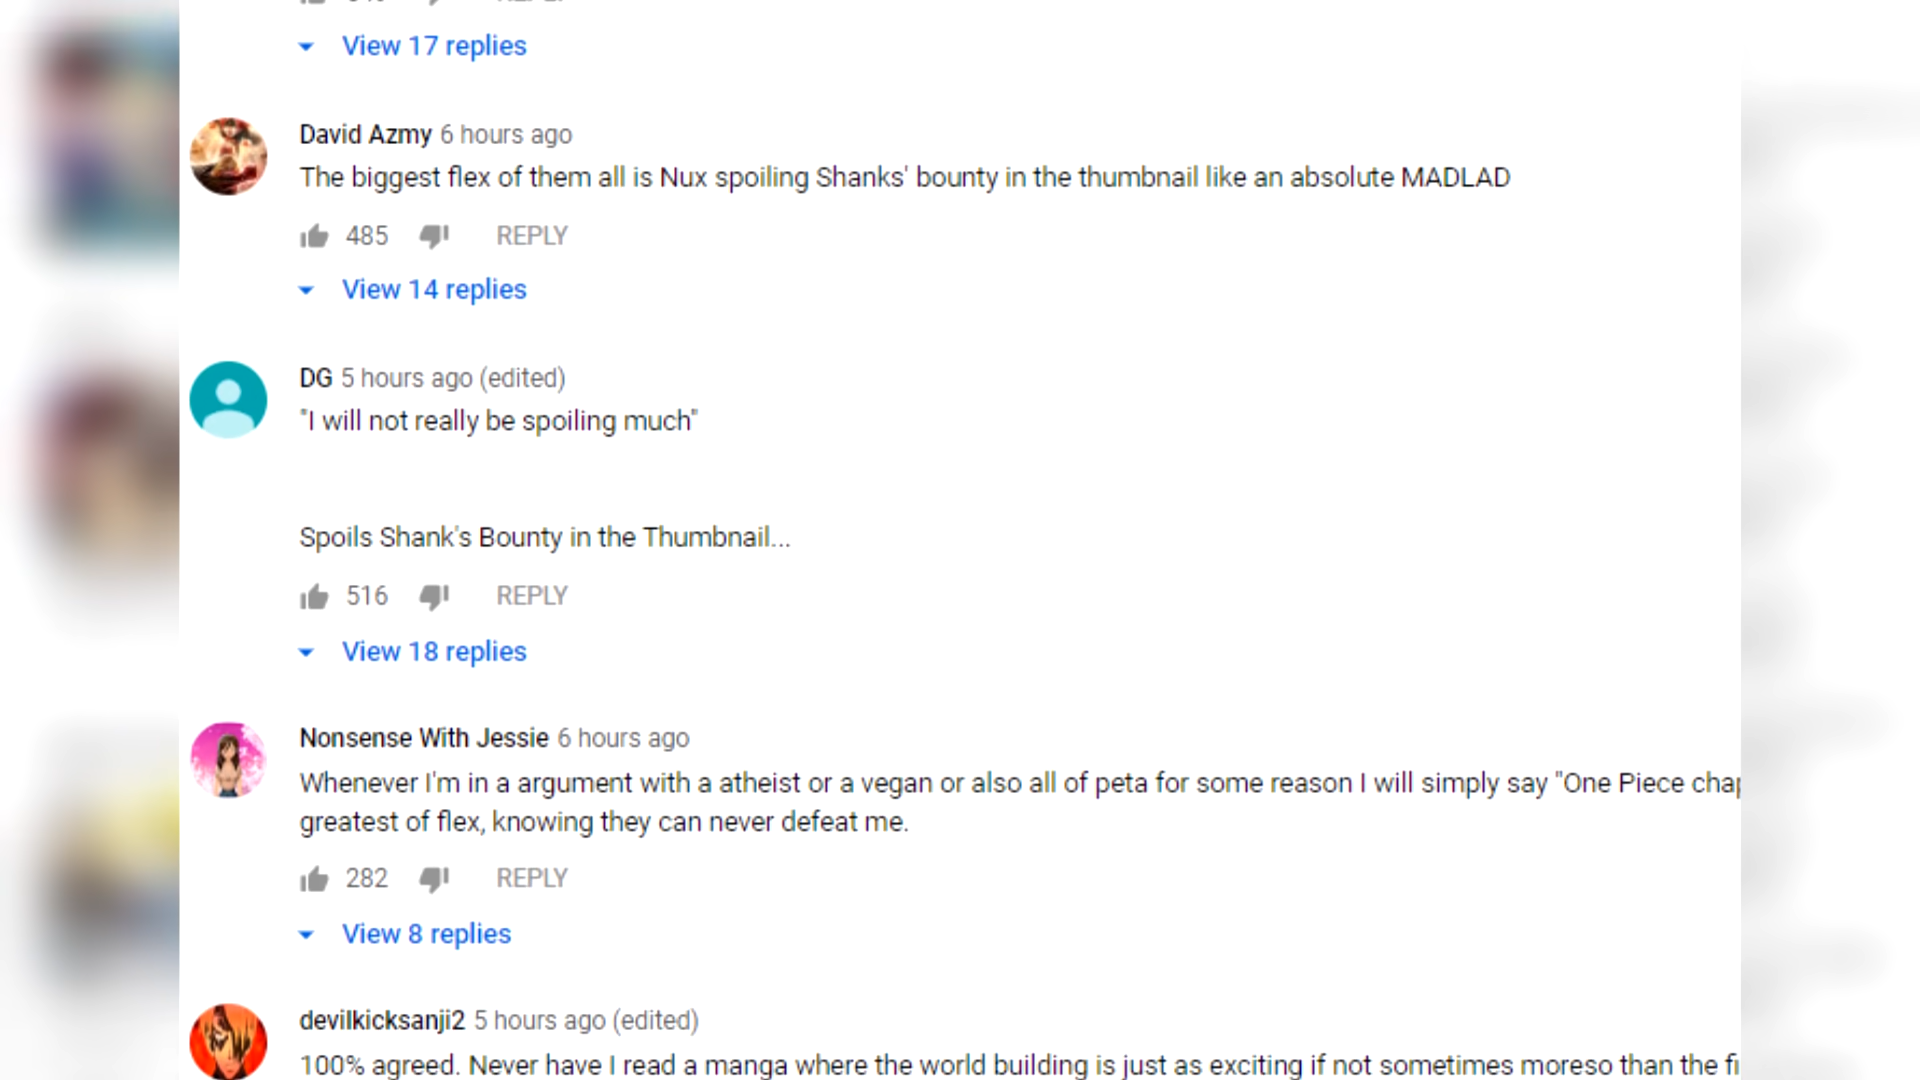 View 17 replies
David Azmy 6 hours ago
The biggest flex of them all is Nux spoiling Shanks' bounty in the thumbnail like an absolute MADLAD
485 REPLY
View 14 replies
DG 5 hours ago (edited)
"I will not really be spoiling much"
Spoils Shank's Bounty in the Thumbnail...
516 REPLY
View 18 replies
Nonsense With Jessie 6 hours ago
Whenever I'm in a argument with a atheist or a vegan or also all of peta for some reason I will simply say "One Piece chap
greatest of flex, knowing they can never defeat me.
282 REPLY
View 8 replies
devilkicksanji2 5 hours ago (edited)
100% agreed. Never have I read a manga where the world building is just as exciting if not sometimes moreso than the fi